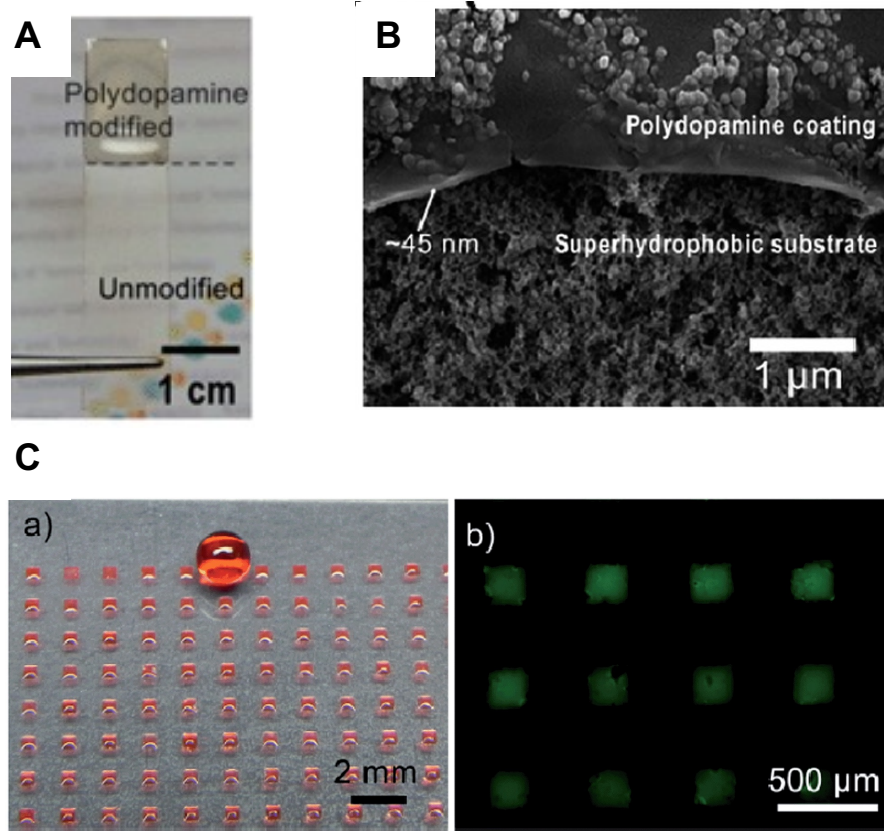 A
Polydopamine
modified
Unmodified
1 cm
B
Polydopamine coating
~45 nm
Superhydrophobic substrate
1 μm
C
a)
2 mm
b)
500 μm